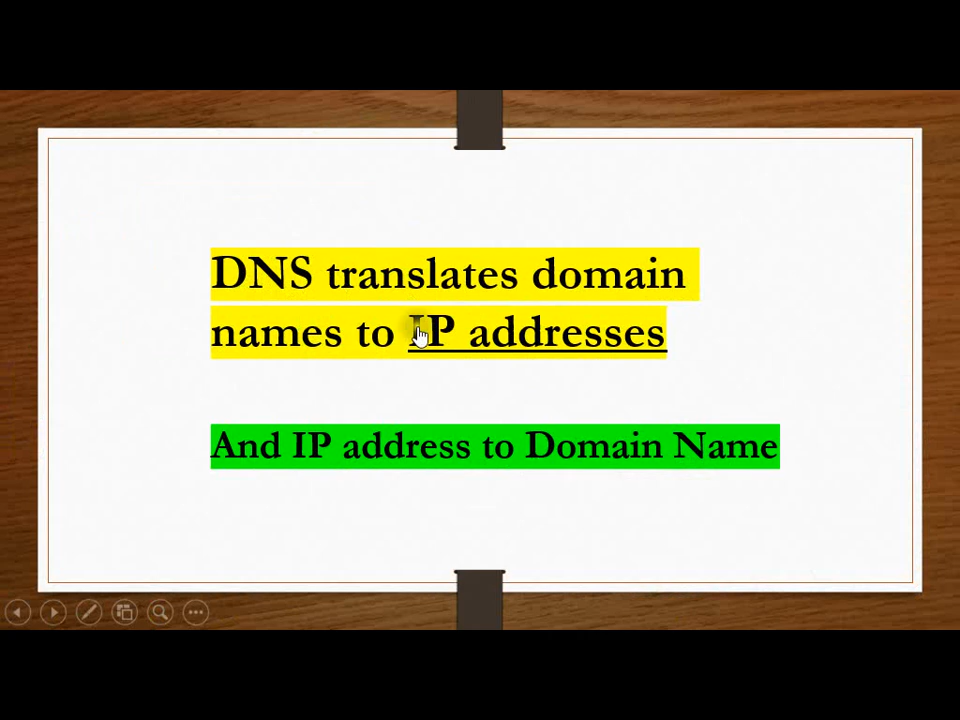 DNS translates domain
names to IP addresses
And IP address to Domain Name